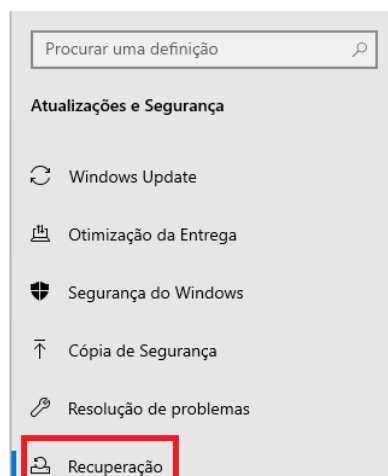 Procurar uma definição
Atualizações e Segurança
Windows Update
Otimização da Entrega
Segurança do Windows
Cópia de Segurança
Resolução de problemas
Recuperação